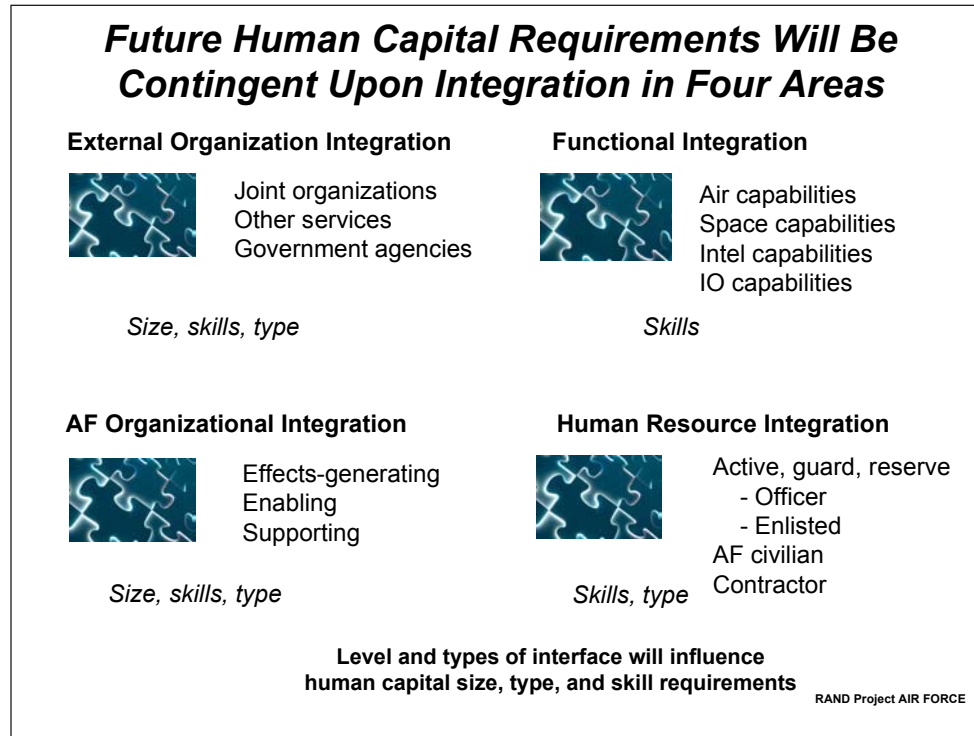 Future Human Capital Requirements Will Be
Contingent Upon Integration in Four Areas
External Organization Integration
Joint organizations
Other services
Government agencies
Size, skills, type
Functional Integration
Air capabilities
Space capabilities
Intel capabilities
IO capabilities
Skills
AF Organizational Integration
Effects-generating
Enabling
Supporting
Size, skills, type
Human Resource Integration
Active, guard, reserve
- Officer
- Enlisted
AF civilian
Contractor
Skills, type
Level and types of interface will influence
human capital size, type, and skill requirements
RAND Project AIR FORCE